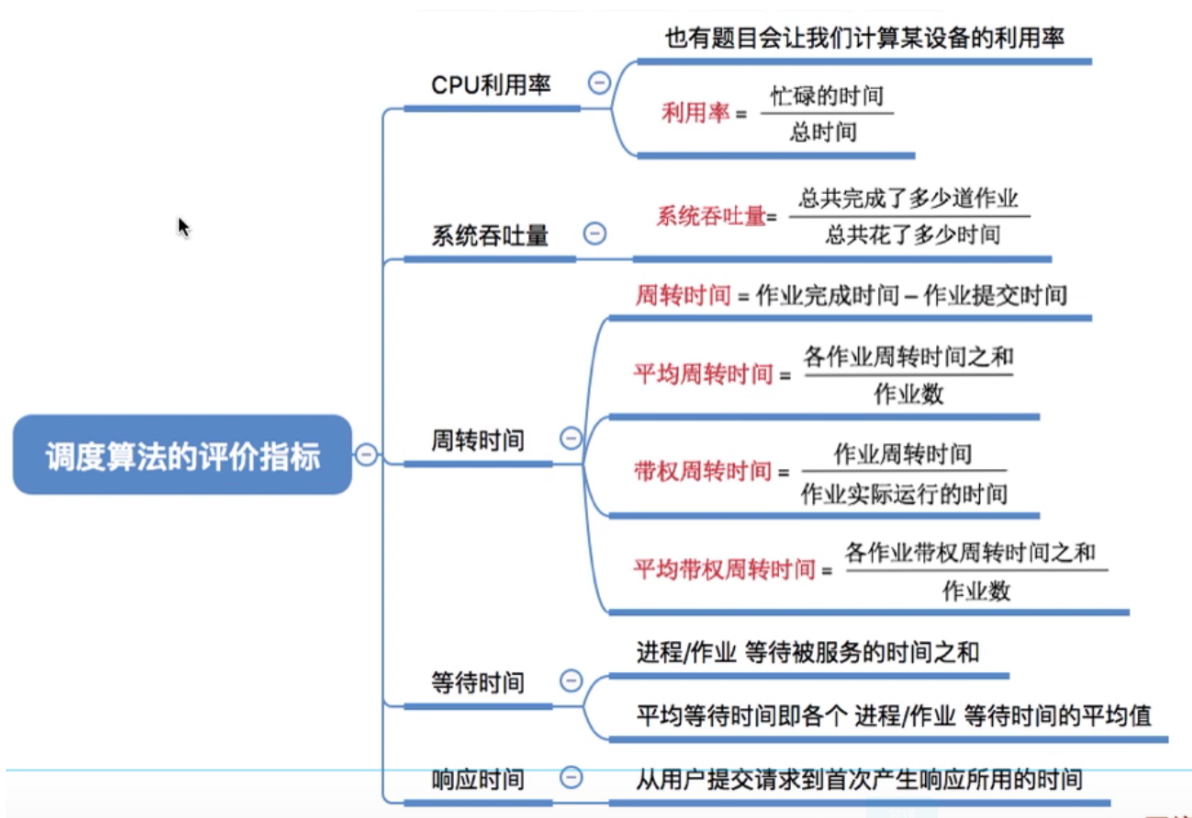 也有题目会让我们计算某设备的利用率
CPU利用率
利用率 = 忙碌的时间
总时间
系统吞吐量
系统吞吐量= 总共完成了多少道作业
总共花了多少时间
周转时间 = 作业完成时间 – 作业提交时间
平均周转时间 = 各作业周转时间之和
作业数
周转时间
调度算法的评价指标
带权周转时间 = 作业周转时间
作业实际运行的时间
平均带权周转时间 = 各作业带权周转时间之和
作业数
进程/作业 等待被服务的时间之和
等待时间
平均等待时间即各个 进程/作业 等待时间的平均值
响应时间
从用户提交请求到首次产生响应所用的时间